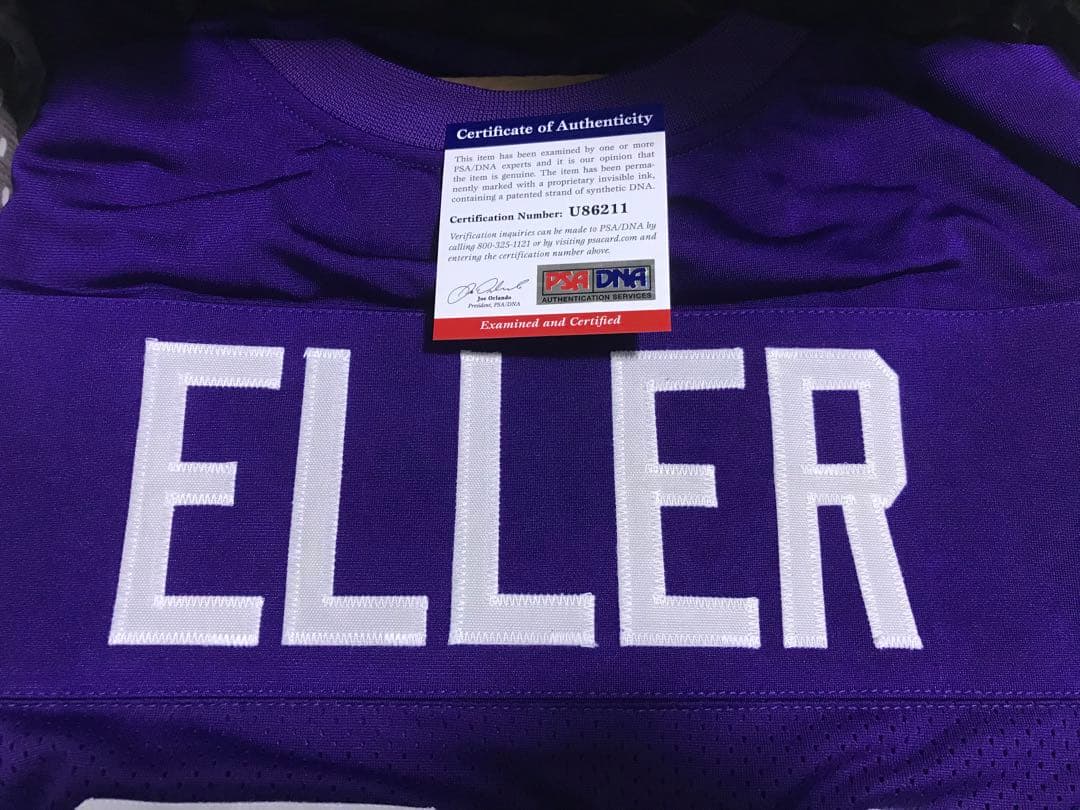 Certificate of Authenticity
This item has been examined by one or more
PSA/DNA experts and it is our opinion that
the item is genuine. The item has been perma-
nently marked with a proprietary invisible ink,
containing a patented strand of synthetic DNA.
Certification Number: U86211
Verification inquiries can be made to PSA/DNA by
calling 800-325-1121 or by visiting psacard.com and
entering the certification number above.
Joe Orlando
President, PSA/DNA
PSA DNA
AUTHENTICATION SERVICES
Examined and Certified
ELLER